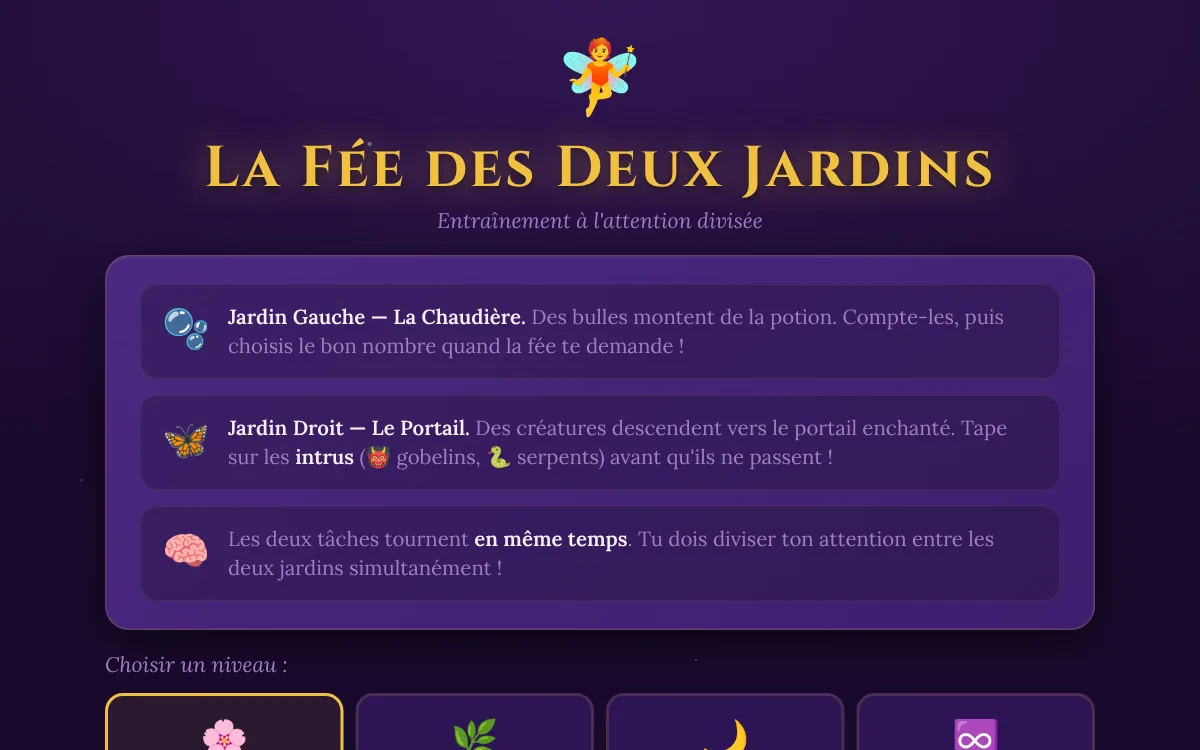 La Fée des Deux Jardins
Entraînement à l'attention divisée
Jardin Gauche — La Chaudière. Des bulles montent de la potion. Compte-les, puis
choisis le bon nombre quand la fée te demande !
Jardin Droit — Le Portail. Des créatures descendent vers le portail enchanté. Tape
sur les intrus (👹 gobelins, 🐍 serpents) avant qu'ils ne passent !
Les deux tâches tournent en même temps. Tu dois diviser ton attention entre les
deux jardins simultanément !
Choisir un niveau :